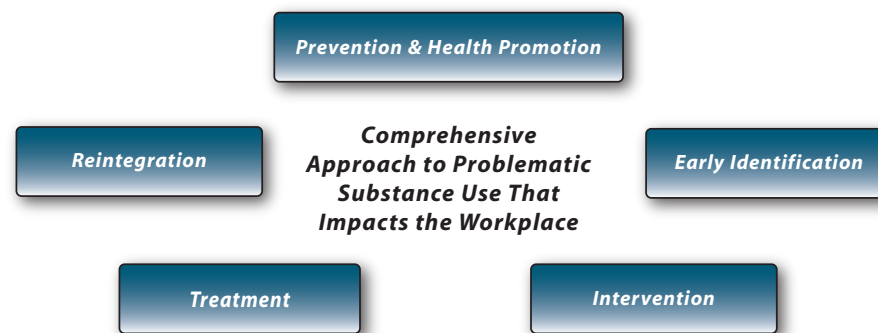 Prevention & Health Promotion
Reintegration
Comprehensive
Approach to Problematic
Substance Use That
Impacts the Workplace
Early Identification
Treatment
Intervention